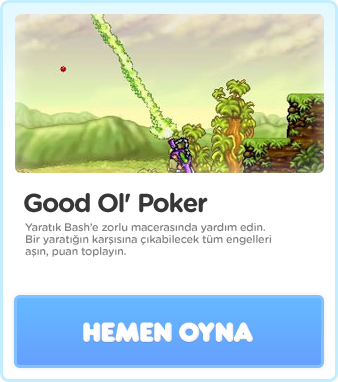 Good Ol' Poker
Yaratık Bash'e zorlu macerasında yardım edin.
Bir yaratığın karşısına çıkabilecek tüm engelleri
aşın, puan toplayın.
HEMEN OYNA